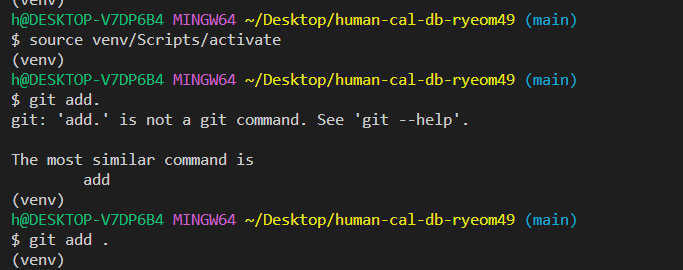 (venv)
h@DESKTOP-V7DP6B4 MINGW64 ~/Desktop/human-cal-db-ryeom49 (main)
$ source venv/Scripts/activate
(venv)
h@DESKTOP-V7DP6B4 MINGW64 ~/Desktop/human-cal-db-ryeom49 (main)
$ git add.
git: 'add.' is not a git command. See 'git --help'.

The most similar command is
        add
(venv)
h@DESKTOP-V7DP6B4 MINGW64 ~/Desktop/human-cal-db-ryeom49 (main)
$ git add .
(venv)